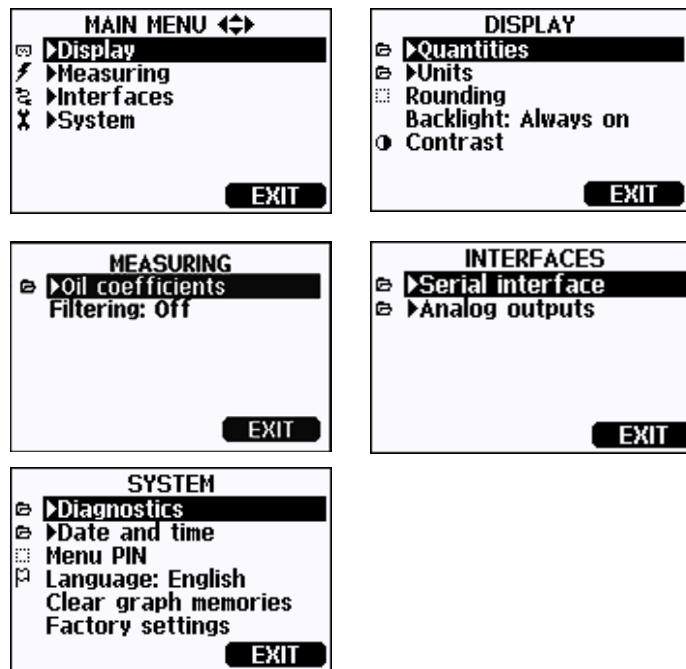 MAIN MENU
Display
Measuring
Interfaces
System
EXIT
DISPLAY
Quantities
Units
Rounding
Backlight: Always on
Contrast
EXIT
MEASURING
Oil coefficients
Filtering: Off
EXIT
INTERFACES
Serial interface
Analog outputs
EXIT
SYSTEM
Diagnostics
Date and time
Menu PIN
Language: English
Clear graph memories
Factory settings
EXIT